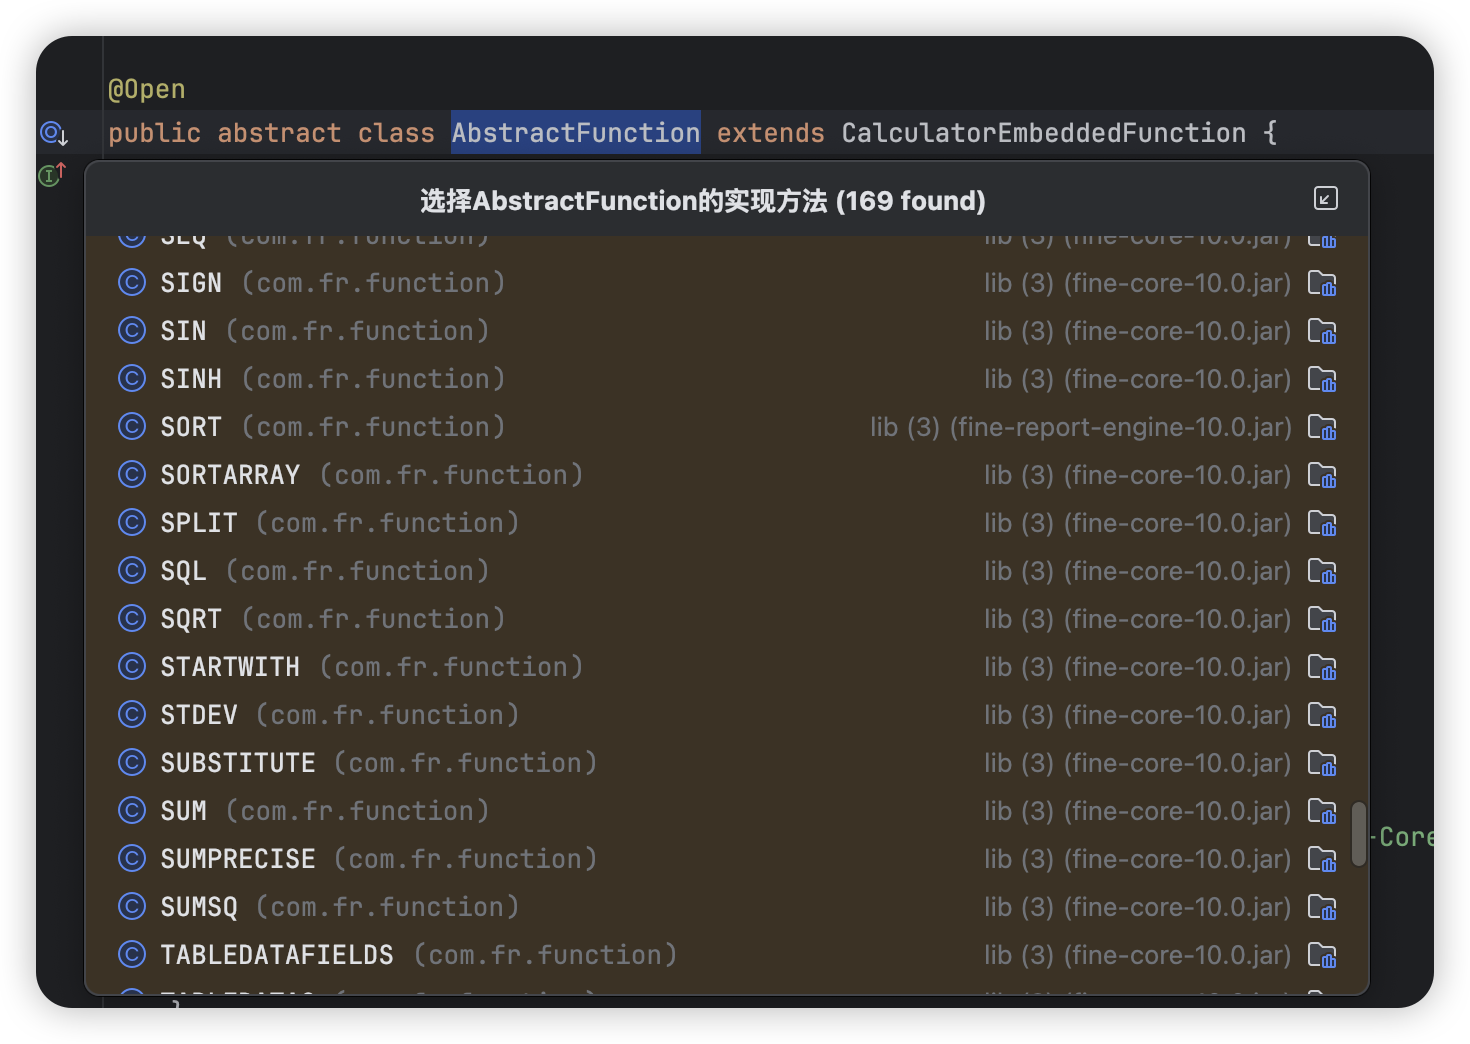 @Open
public abstract class AbstractFunction extends CalculatorEmbeddedFunction {
选择AbstractFunction的实现方法 (169 found)
SEQ (com.fr.function) lib (3) (fine-core-10.0.jar)
SIGN (com.fr.function) lib (3) (fine-core-10.0.jar)
SIN (com.fr.function) lib (3) (fine-core-10.0.jar)
SINH (com.fr.function) lib (3) (fine-core-10.0.jar)
SORT (com.fr.function) lib (3) (fine-report-engine-10.0.jar)
SORTARRAY (com.fr.function) lib (3) (fine-core-10.0.jar)
SPLIT (com.fr.function) lib (3) (fine-core-10.0.jar)
SQL (com.fr.function) lib (3) (fine-core-10.0.jar)
SQRT (com.fr.function) lib (3) (fine-core-10.0.jar)
STARTWITH (com.fr.function) lib (3) (fine-core-10.0.jar)
STDEV (com.fr.function) lib (3) (fine-core-10.0.jar)
SUBSTITUTE (com.fr.function) lib (3) (fine-core-10.0.jar)
SUM (com.fr.function) lib (3) (fine-core-10.0.jar)
-Core
SUMPRECISE (com.fr.function) lib (3) (fine-core-10.0.jar)
SUMSQ (com.fr.function) lib (3) (fine-core-10.0.jar)
TABLEDATAFIELDS (com.fr.function) lib (3) (fine-core-10.0.jar)